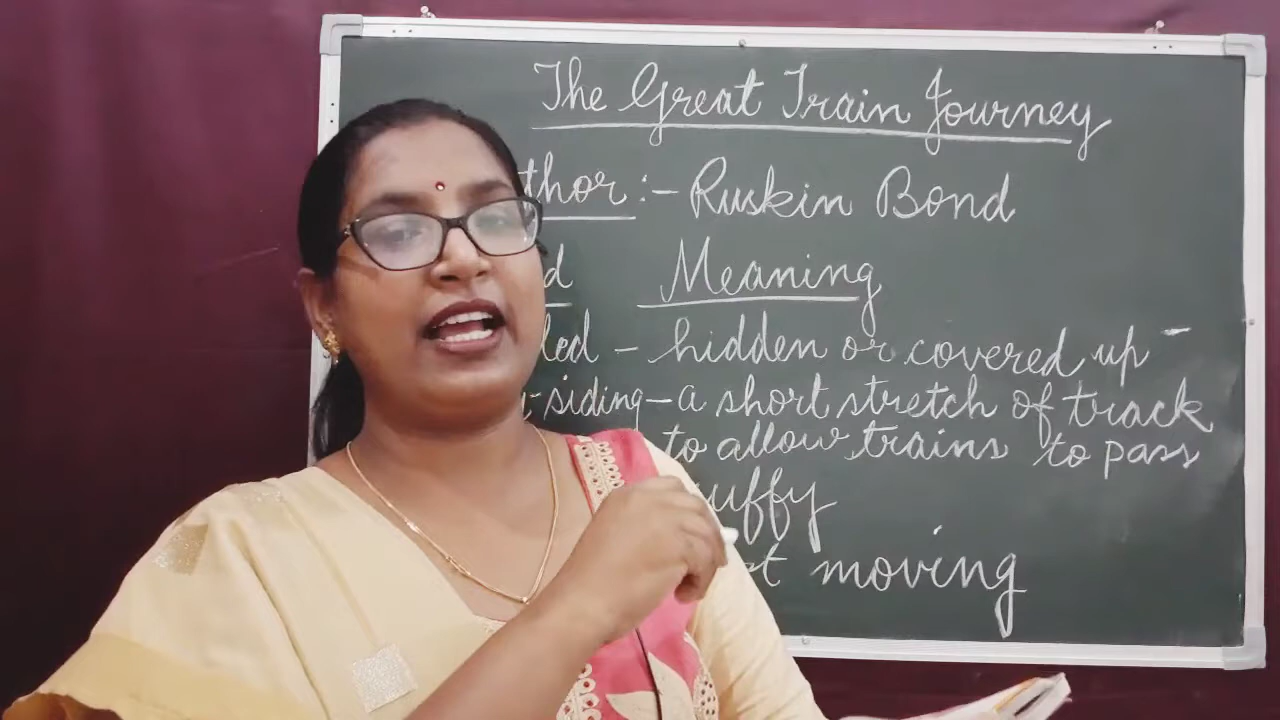 The Great Train Journey
thor :- Ruskin Bond
d Meaning
led - hidden or covered up
siding - a short stretch of track
to allow trains to pass
uffy
t moving